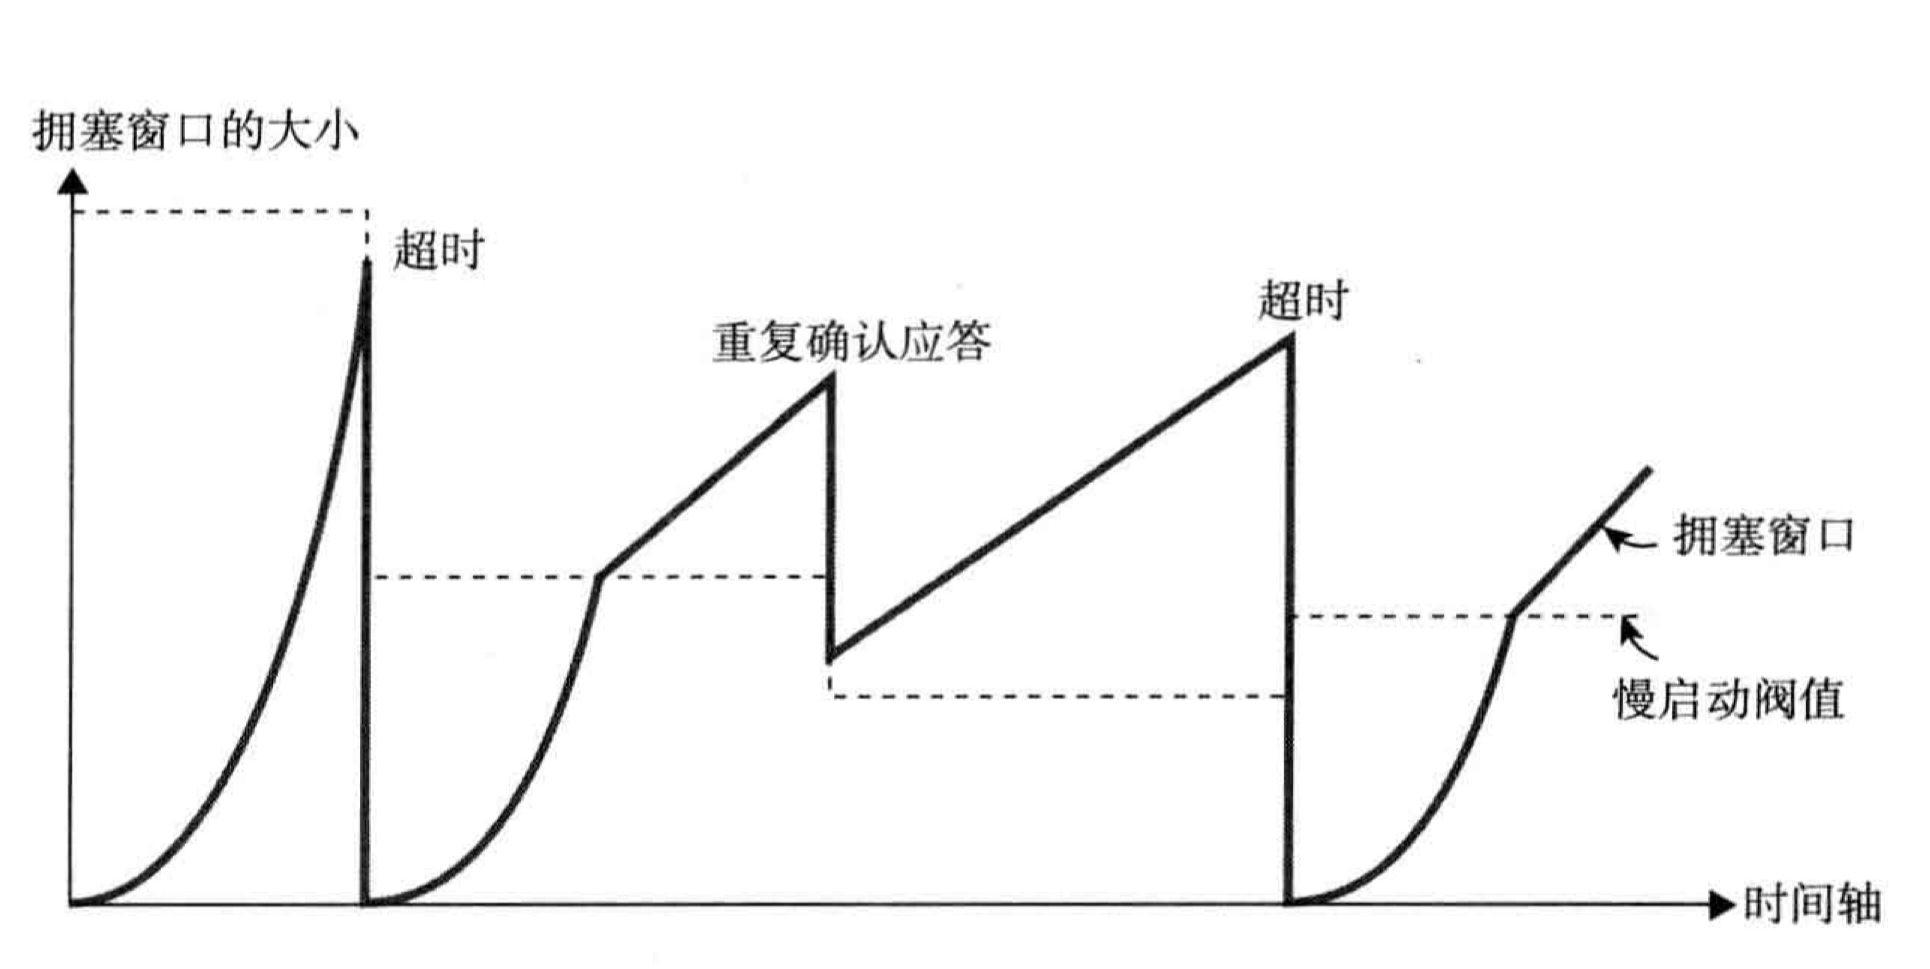 拥塞窗口的大小
超时
超时
重复确认应答
拥塞窗口
慢启动阀值
时间轴